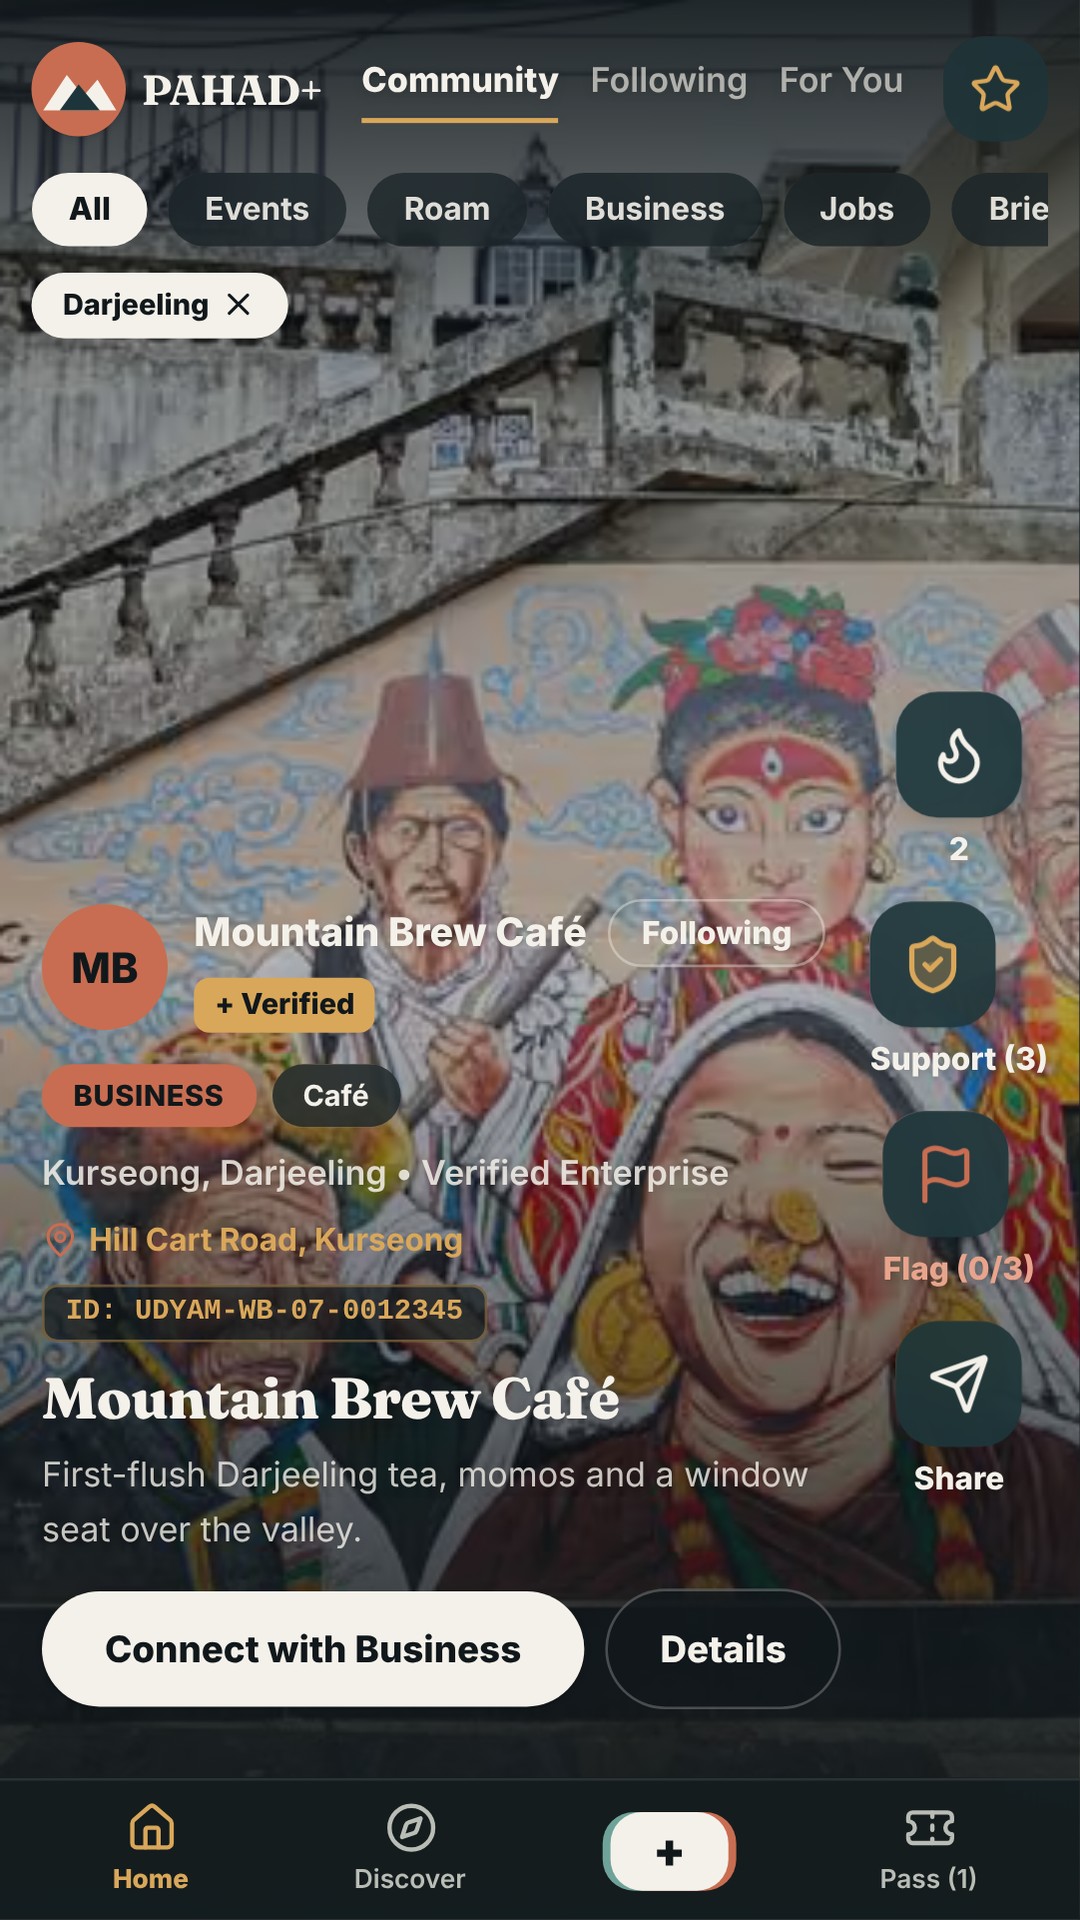 PAHAD+
Community Following For You
All Events Roam Business Jobs Brie
Darjeeling
2
MB
Mountain Brew Café Following
+ Verified
Support (3)
BUSINESS Café
Kurseong, Darjeeling • Verified Enterprise
Hill Cart Road, Kurseong
Flag (0/3)
ID: UDYAM-WB-07-0012345
Mountain Brew Café
First-flush Darjeeling tea, momos and a window
seat over the valley.
Share
Connect with Business Details
Home Discover + Pass (1)